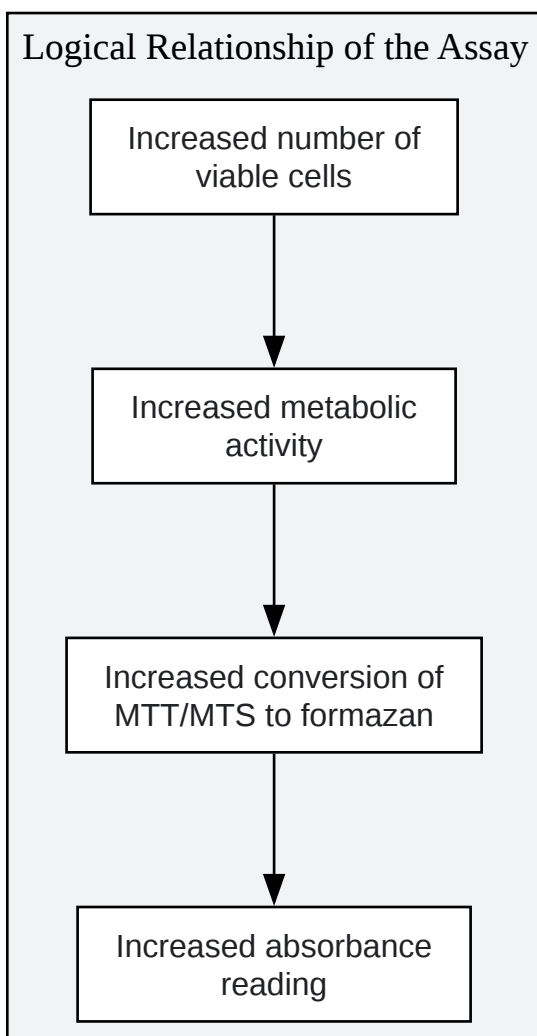 Logical Relationship of the Assay
Increased number of
viable cells
Increased metabolic
activity
Increased conversion of
MTT/MTS to formazan
Increased absorbance
reading